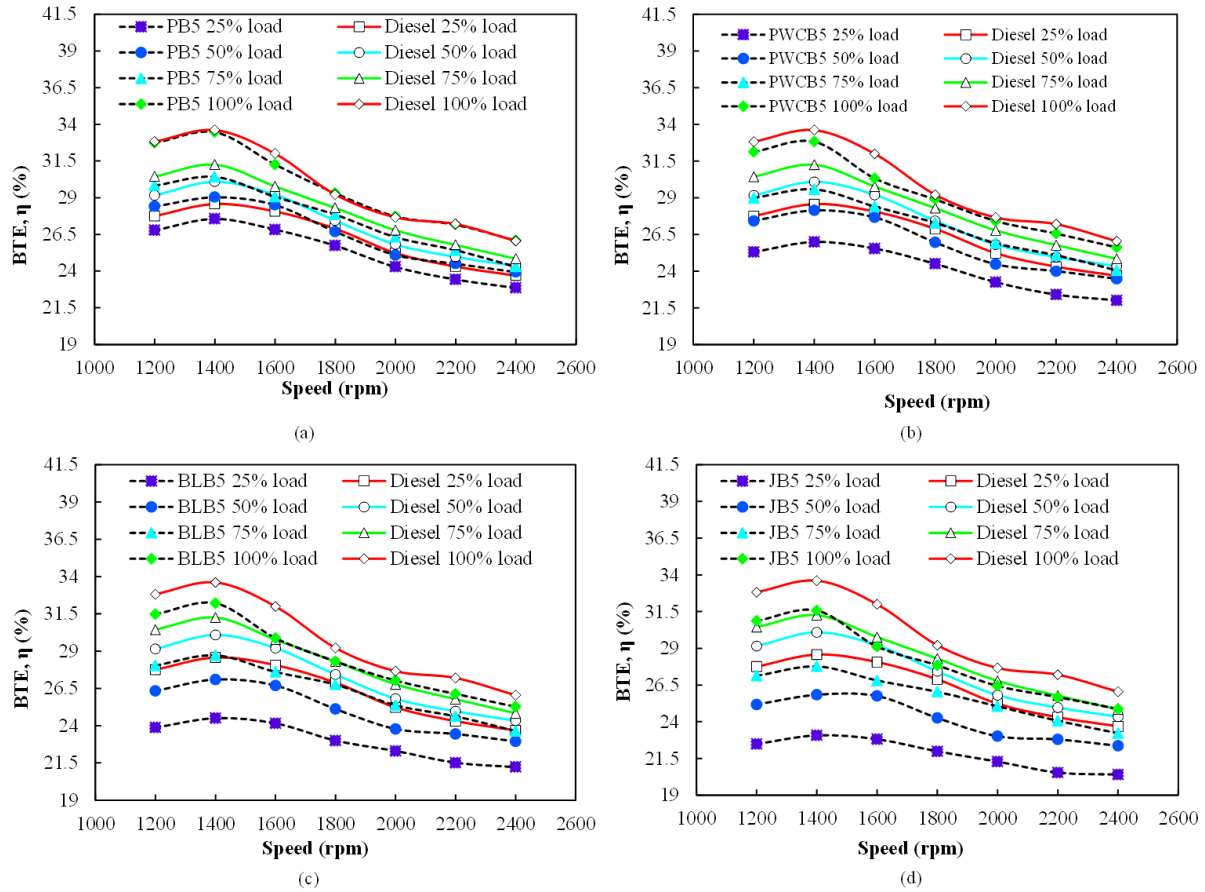 41.5
39
36.5
34
31.5
29
26.5
24
21.5
19
BTE, η (%)
PB5 25% load
Diesel 25% load
PB5 50% load
Diesel 50% load
PB5 75% load
Diesel 75% load
PB5 100% load
Diesel 100% load
1000 1200 1400 1600 1800 2000 2200 2400 2600
Speed (rpm)
(a)
41.5
39
36.5
34
31.5
29
26.5
24
21.5
19
BTE, η (%)
PWCB5 25% load
Diesel 25% load
PWCB5 50% load
Diesel 50% load
PWCB5 75% load
Diesel 75% load
PWCB5 100% load
Diesel 100% load
1000 1200 1400 1600 1800 2000 2200 2400 2600
Speed (rpm)
(b)
41.5
39
36.5
34
31.5
29
26.5
24
21.5
19
BTE, η (%)
BLB5 25% load
Diesel 25% load
BLB5 50% load
Diesel 50% load
BLB5 75% load
Diesel 75% load
BLB5 100% load
Diesel 100% load
1000 1200 1400 1600 1800 2000 2200 2400 2600
Speed (rpm)
(c)
41.5
39
36.5
34
31.5
29
26.5
24
21.5
19
BTE, η (%)
JB5 25% load
Diesel 25% load
JB5 50% load
Diesel 50% load
JB5 75% load
Diesel 75% load
JB5 100% load
Diesel 100% load
1000 1200 1400 1600 1800 2000 2200 2400 2600
Speed (rpm)
(d)